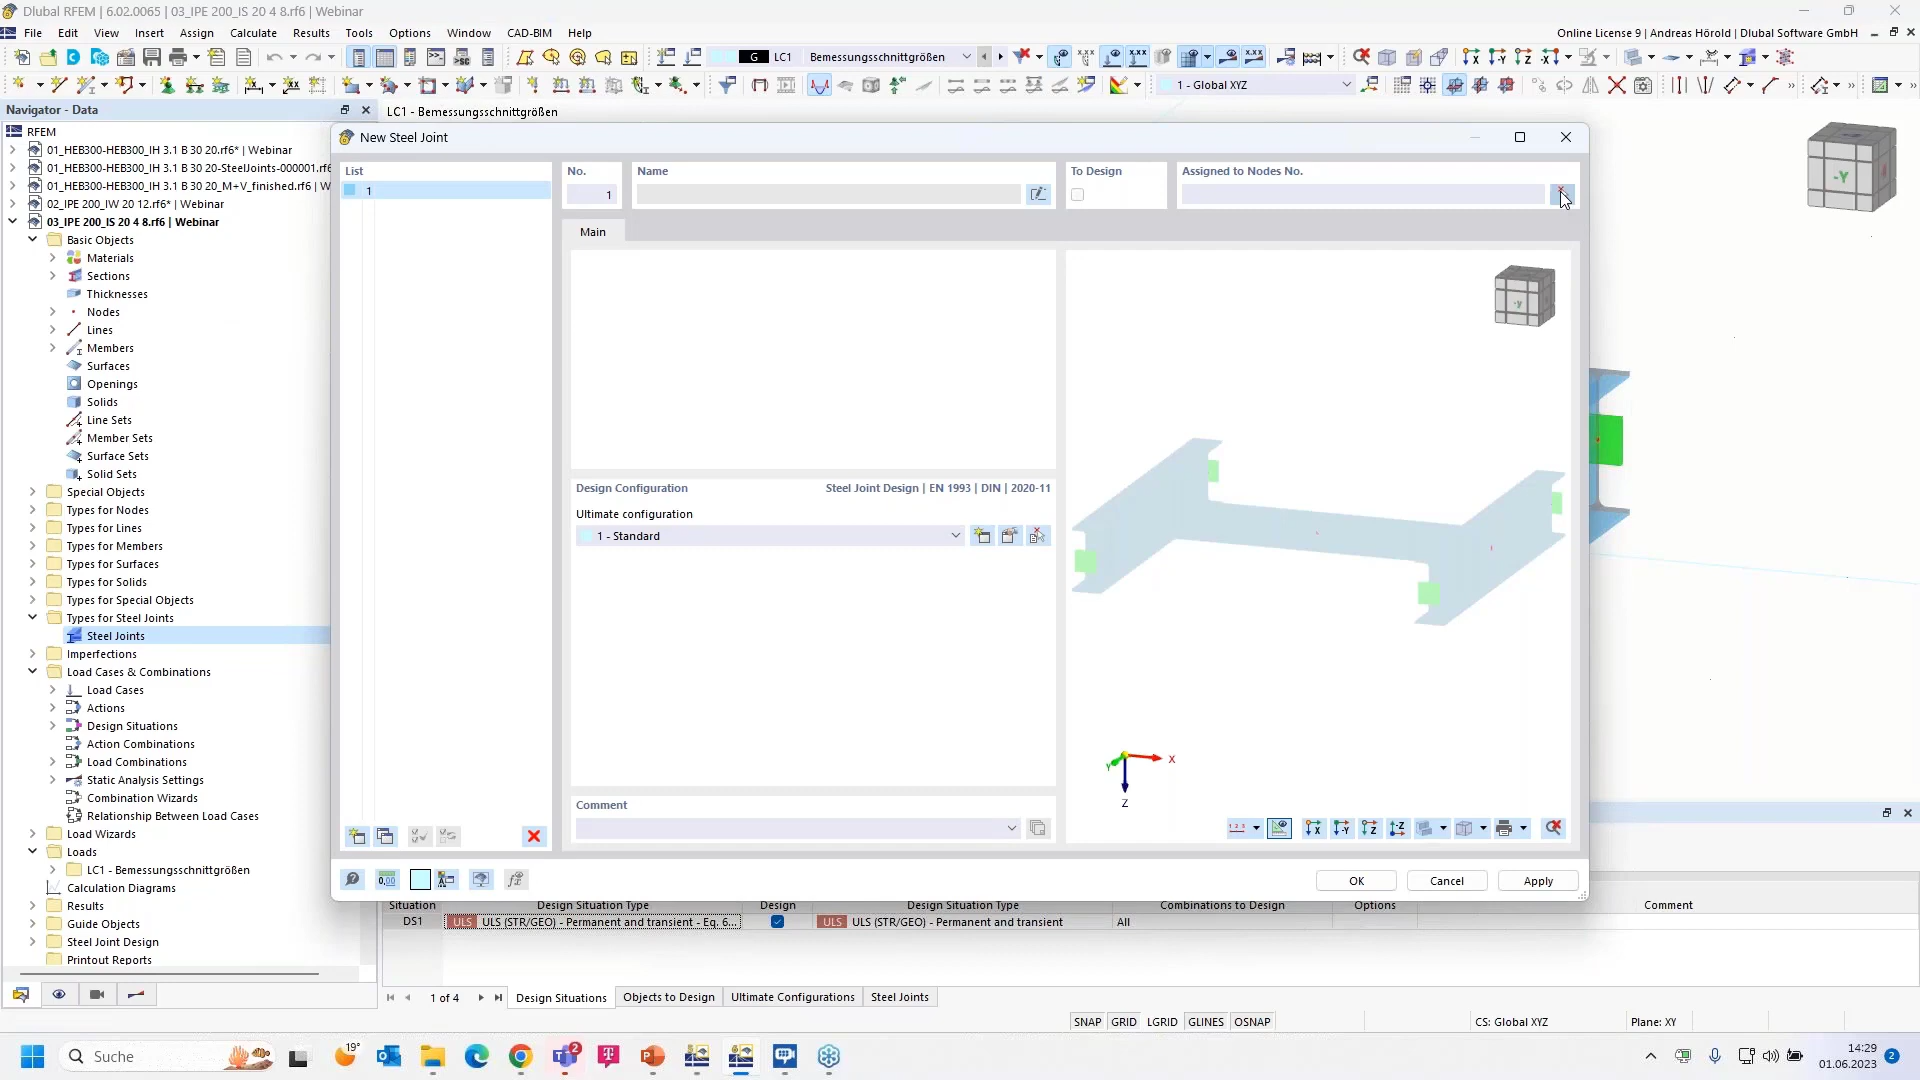 Dlubal RFEM | 6.02.0065 | 03_IPE 200_IS 20 4 8.rf6 | Webinar
File Edit View Insert Assign Calculate Results Tools Options Window CAD-BIM Help
Online License 9 | Andreas Hörold | Dlubal Software GmbH
G LC1 Bemessungsschnittgrößen
1 - Global XYZ
Navigator - Data
LC1 - Bemessungsschnittgrößen
RFEM
01_HEB300-HEB300_IH 3.1 B 30 20.rf6* | Webinar
01_HEB300-HEB300_IH 3.1 B 30 20-SteelJoints-000001.rf6
01_HEB300-HEB300_IH 3.1 B 30 20_M+V_finished.rf6 | W
02_IPE 200_IW 20 12.rf6* | Webinar
03_IPE 200_IS 20 4 8.rf6 | Webinar
Basic Objects
Materials
Sections
Thicknesses
Nodes
Lines
Members
Surfaces
Openings
Solids
Line Sets
Member Sets
Surface Sets
Solid Sets
Special Objects
Types for Nodes
Types for Lines
Types for Members
Types for Surfaces
Types for Solids
Types for Special Objects
Types for Steel Joints
Steel Joints
Imperfections
Load Cases & Combinations
Load Cases
Actions
Design Situations
Action Combinations
Load Combinations
Static Analysis Settings
Combination Wizards
Relationship Between Load Cases
Load Wizards
Loads
LC1 - Bemessungsschnittgrößen
Calculation Diagrams
Results
Guide Objects
Steel Joint Design
Printout Reports
New Steel Joint
List
1
No.
1
Name
To Design
Assigned to Nodes No.
Main
Design Configuration
Steel Joint Design | EN 1993 | DIN | 2020-11
Ultimate configuration
1 - Standard
Comment
-Y
-Y
X
Y
Z
OK Cancel Apply
Situation Design Situation Type Design Design Situation Type Combinations to Design Options Comment
DS1 ULS ULS (STR/GEO) - Permanent and transient - Eq. 6... ULS ULS (STR/GEO) - Permanent and transient All
1 of 4 Design Situations Objects to Design Ultimate Configurations Steel Joints
SNAP GRID LGRID GLINES OSNAP
CS: Global XYZ
Plane: XY
Suche
19°
2
14:29
01.06.2023
2